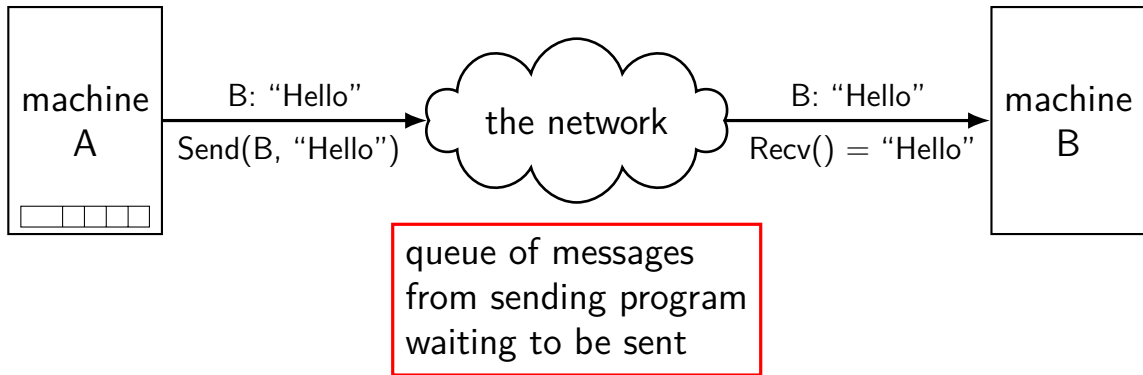 machine
A
B: “Hello”
Send(B, “Hello”)
the network
B: “Hello”
Recv() = “Hello”
machine
B
queue of messages
from sending program
waiting to be sent